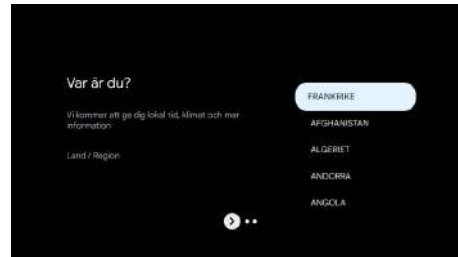 Var är du?
Vi kommer att ge dig lokal tid, klimat och mer
information
Land / Region
FRANKRIKE
AFGHANISTAN
ALGERIET
ANDORRA
ANGOLA